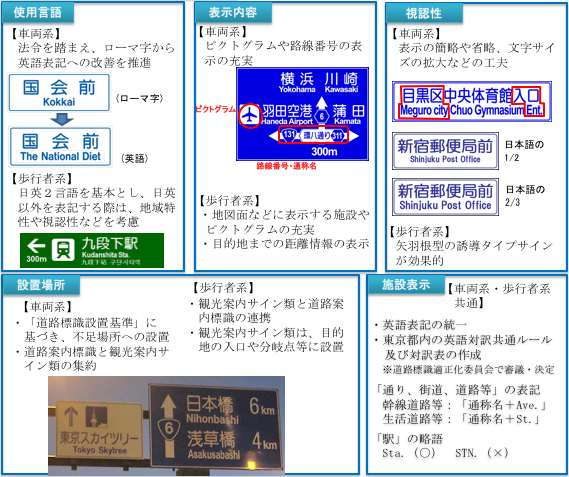 使用言語
【車両系】
法令を踏まえ、ローマ字から
英語表記への改善を推進
国会前
Kokkai
(ローマ字)
国会前
The National Diet
(英語)
【歩行者系】
日英２言語を基本とし、日英
以外を表記する際は、地域特
性や視認性などを考慮
300m
九段下駅
Kudanshita Sta.
九段下站 구단시타역
表示内容
【車両系】
ピクトグラムや路線番号の表
示の充実
横浜 川崎
Yokohama Kawasaki
ピクトグラム
羽田空港 6 蒲田
Haneda Airport Kamata
131 環八通り 311
300m
路線番号・通称名
【歩行者系】
・地図面などに表示する施設や
ピクトグラムの充実
・目的地までの距離情報の表示
視認性
【車両系】
表示の簡略や省略、文字サイ
ズの拡大などの工夫
目黒区中央体育館入口
Meguro city Chuo Gymnasium Ent.
新宿郵便局前
Shinjuku Post Office
日本語の
1/2
新宿郵便局前
Shinjuku Post Office
日本語の
2/3
【歩行者系】
矢羽根型の誘導タイプサイン
が効果的
設置場所
【車両系】
・「道路標識設置基準」に
基づき、不足場所への設置
・道路案内標識と観光案内サ
イン類の集約
【歩行者系】
・観光案内サイン類と道路案
内標識の連携
・観光案内サイン類は、目的
地の入口や分岐点等に設置
東京スカイツリー
Tokyo Skytree
日本橋 6km
Nihonbashi
6
浅草橋 4km
Asakusabashi
施設表示
【車両系・歩行者系
共通】
・英語表記の統一
・東京都内の英語対訳共通ルール
及び対訳表の作成
※道路標識適正化委員会で審議・決定
「通り、街道、道路等」の表記
幹線道路等：「通称名＋Ave.」
生活道路等：「通称名＋St.」
「駅」の略語
Sta.（○） STN.（×）